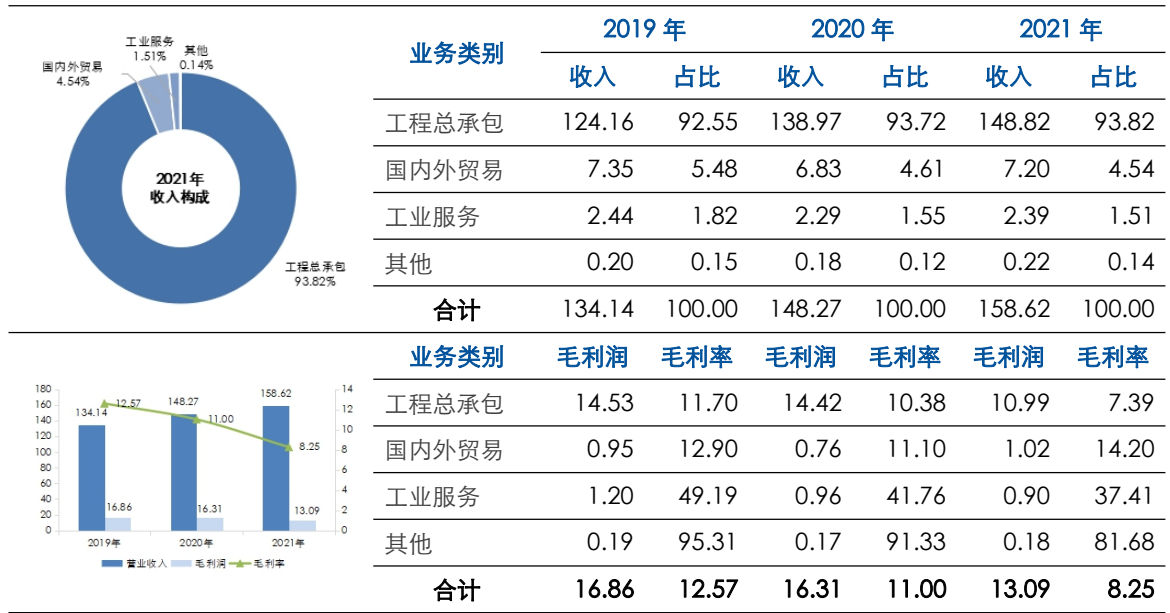 工业服务
1.51%
其他
0.14%
国内外贸易
4.54%
2021年
收入构成
工程总承包
93.82%
业务类别 2019 年 2020 年 2021 年
收入 占比 收入 占比 收入 占比
工程总承包 124.16 92.55 138.97 93.72 148.82 93.82
国内外贸易 7.35 5.48 6.83 4.61 7.20 4.54
工业服务 2.44 1.82 2.29 1.55 2.39 1.51
其他 0.20 0.15 0.18 0.12 0.22 0.14
合计 134.14 100.00 148.27 100.00 158.62 100.00
180 14
160 12
140 10
120 8
100 6
80 4
60 2
40 0
20
0
134.14 12.57 148.27 11.00 158.62 8.25
16.86 16.31 13.09
2019年 2020年 2021年
营业收入 毛利润 毛利率
业务类别 毛利润 毛利率 毛利润 毛利率 毛利润 毛利率
工程总承包 14.53 11.70 14.42 10.38 10.99 7.39
国内外贸易 0.95 12.90 0.76 11.10 1.02 14.20
工业服务 1.20 49.19 0.96 41.76 0.90 37.41
其他 0.19 95.31 0.17 91.33 0.18 81.68
合计 16.86 12.57 16.31 11.00 13.09 8.25